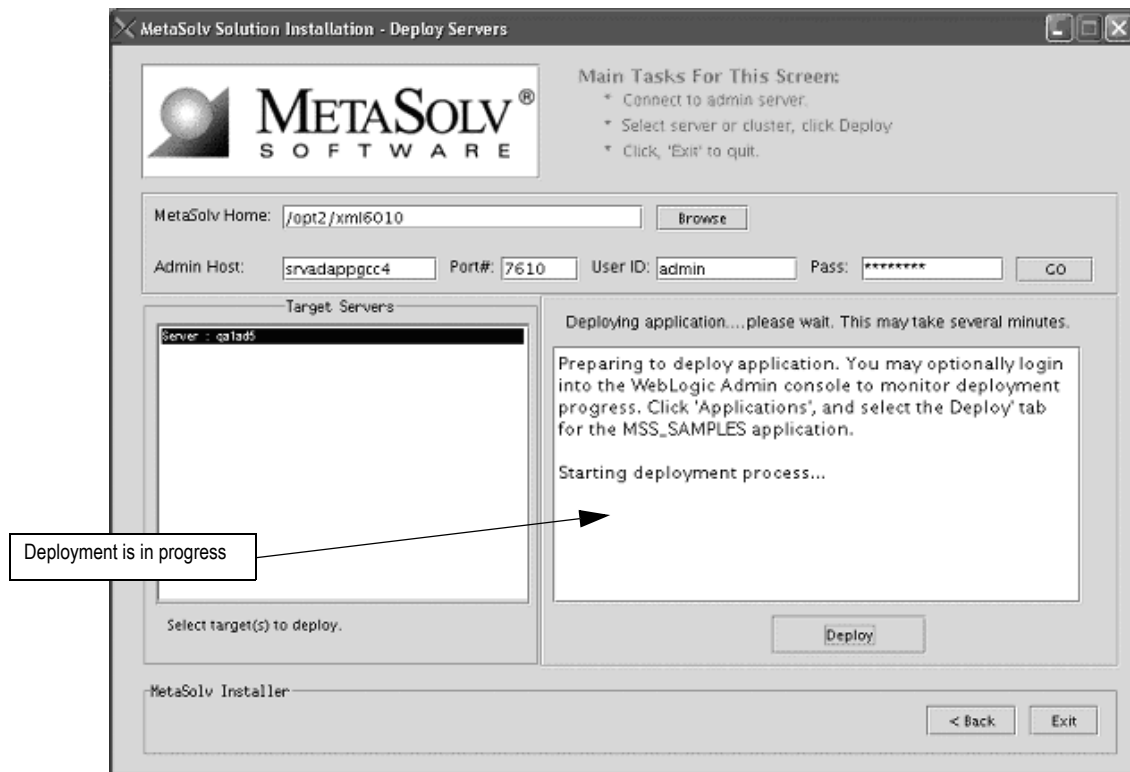 MetaSolv Solution Installation - Deploy Servers
METASOLV®
SOFTWARE
Main Tasks For This Screen:
* Connect to admin server.
* Select server or cluster, click Deploy
* Click, 'Exit' to quit.
MetaSolv Home: /opt2/xml6010 Browse
Admin Host: srvadappgcc4 Port#: 7610 User ID: admin Pass: ******** GO
Target Servers
Server : qa1ad5
Select target(s) to deploy.
Deploying application....please wait. This may take several minutes.
Preparing to deploy application. You may optionally login
into the WebLogic Admin console to monitor deployment
progress. Click 'Applications', and select the Deploy' tab
for the MSS_SAMPLES application.
Starting deployment process...
Deployment is in progress
Deploy
MetaSolv Installer
< Back Exit